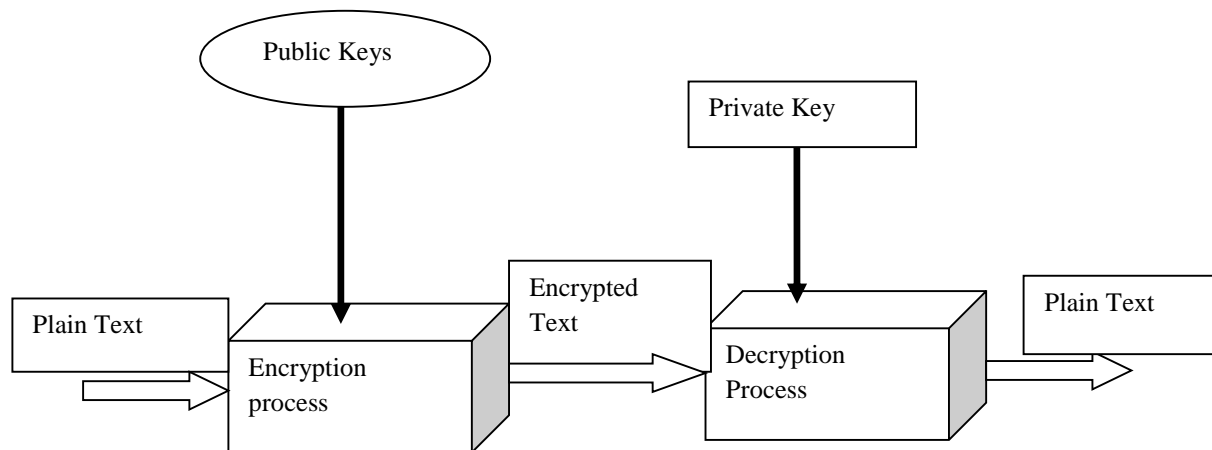 Public Keys
Private Key
Plain Text
Encryption
process
Encrypted
Text
Decryption
Process
Plain Text